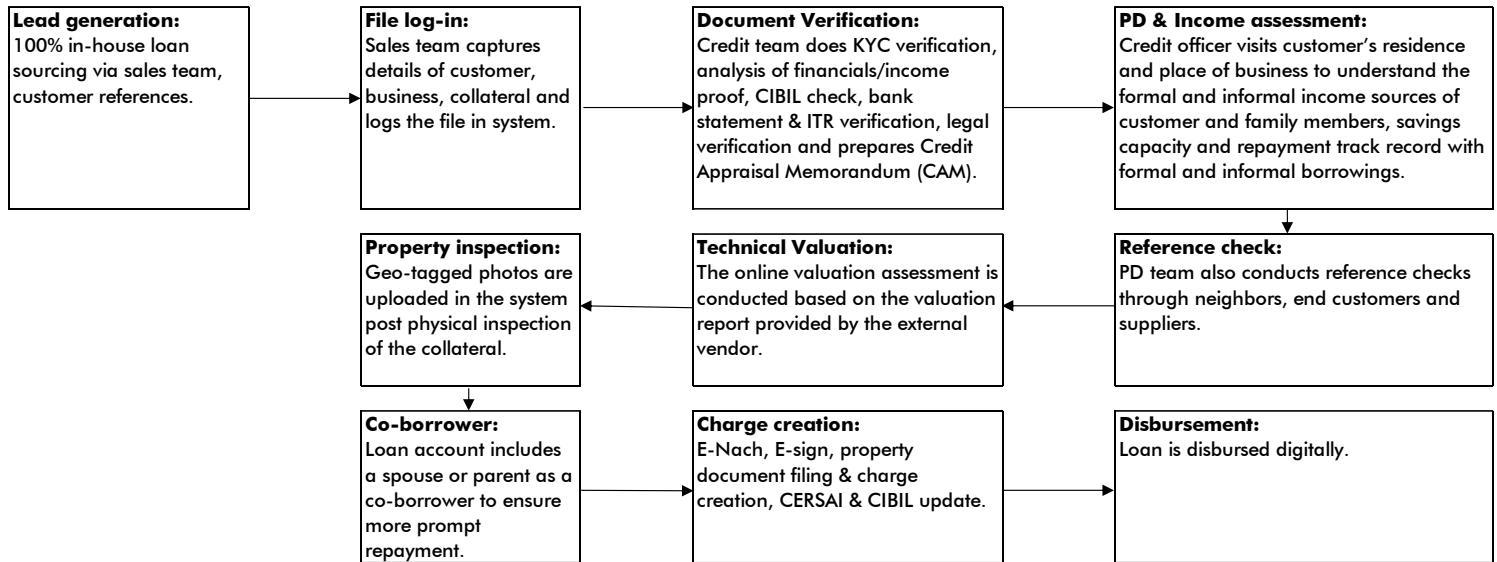 Lead generation:
100% in-house loan
sourcing via sales team,
customer references.
File log-in:
Sales team captures
details of customer,
business, collateral and
logs the file in system.
Document Verification:
Credit team does KYC verification,
analysis of financials/income
proof, CIBIL check, bank
statement & ITR verification, legal
verification and prepares Credit
Appraisal Memorandum (CAM).
PD & Income assessment:
Credit officer visits customer's residence
and place of business to understand the
formal and informal income sources of
customer and family members, savings
capacity and repayment track record with
formal and informal borrowings.
Reference check:
PD team also conducts reference checks
through neighbors, end customers and
suppliers.
Technical Valuation:
The online valuation assessment is
conducted based on the valuation
report provided by the external
vendor.
Property inspection:
Geo-tagged photos are
uploaded in the system
post physical inspection
of the collateral.
Co-borrower:
Loan account includes
a spouse or parent as a
co-borrower to ensure
more prompt
repayment.
Charge creation:
E-Nach, E-sign, property
document filing & charge
creation, CERSAI & CIBIL update.
Disbursement:
Loan is disbursed digitally.